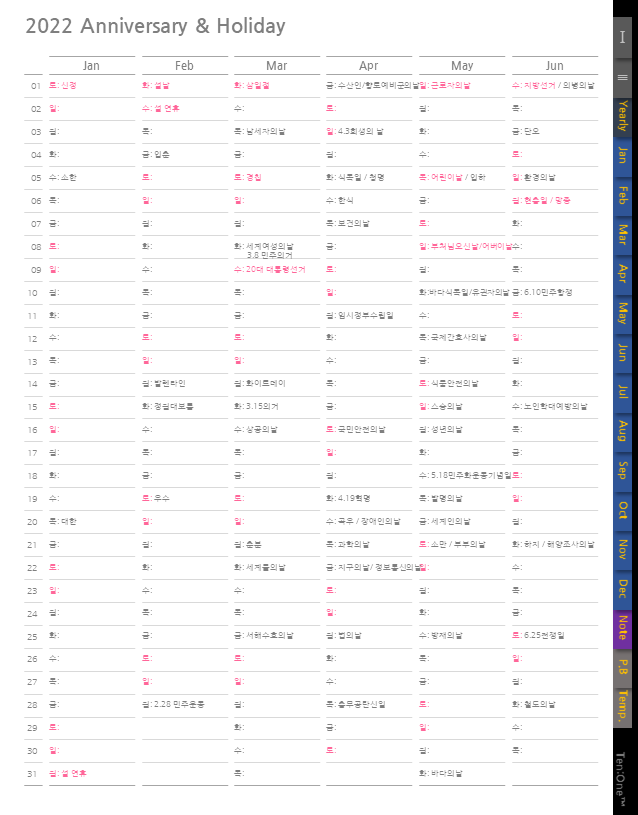 2022 Anniversary & Holiday
Jan Feb Mar Apr May Jun
01 토: 신정 화: 설날 화: 삼일절 금: 수산인/향토예비군의날 일: 근로자의날 수: 지방선거 / 의병의날
02 일: 수: 설 연휴 수: 토: 월: 목:
03 월: 목: 목: 납세자의날 일: 4.3희생의 날 화: 금: 단오
04 화: 금: 입춘 금: 월: 수: 토:
05 수: 소한 토: 토: 경칩 화: 식목일 / 청명 목: 어린이날 / 입하 일: 환경의날
06 목: 일: 일: 수: 한식 금: 월: 현충일 / 망종
07 금: 월: 월: 목: 보건의날 토: 화:
08 토: 화: 화: 세계여성의날 금: 일: 부처님오신날/어버이날 수:
3.8 민주의거
09 일: 수: 수: 20대 대통령선거 토: 월: 목:
10 월: 목: 목: 일: 화: 바다식목일/유권자의날 금: 6.10민주항쟁
11 화: 금: 금: 월: 임시정부수립일 수: 토:
12 수: 토: 토: 화: 목: 국제간호사의날 일:
13 목: 일: 일: 수: 금: 월:
14 금: 월: 발렌타인 월: 화이트데이 목: 토: 식품안전의날 화:
15 토: 화: 정월대보름 화: 3.15의거 금: 일: 스승의날 수: 노인학대예방의날
16 일: 수: 수: 상공의날 토: 국민안전의날 월: 성년의날 목:
17 월: 목: 목: 일: 화: 금:
18 화: 금: 금: 월: 수: 5.18민주화운동기념일 토:
19 수: 토: 우수 토: 화: 4.19혁명 목: 발명의날 일:
20 목: 대한 일: 일: 수: 곡우 / 장애인의날 금: 세계인의날 월:
21 금: 월: 월: 춘분 목: 과학의날 토: 소만 / 부부의날 화: 하지 / 해양조사의날
22 토: 화: 화: 세계물의날 금: 지구의날/ 정보통신의날 일: 수:
23 일: 수: 수: 토: 월: 목:
24 월: 목: 목: 일: 화: 금:
25 화: 금: 금: 서해수호의날 월: 법의날 수: 방재의날 토: 6.25전쟁일
26 수: 토: 토: 화: 목: 일:
27 목: 일: 일: 수: 금: 월:
28 금: 월: 2.28 민주운동 월: 목: 충무공탄신일 토: 화: 철도의날
29 토: 화: 금: 일: 수:
30 일: 수: 토: 월: 목:
31 월: 설 연휴 목: 화: 바다의날
I
Yearly
Jan
Feb
Mar
Apr
May
Jun
Jul
Aug
Sep
Oct
Nov
Dec
Note
P.B
Temp.
Ten:One™